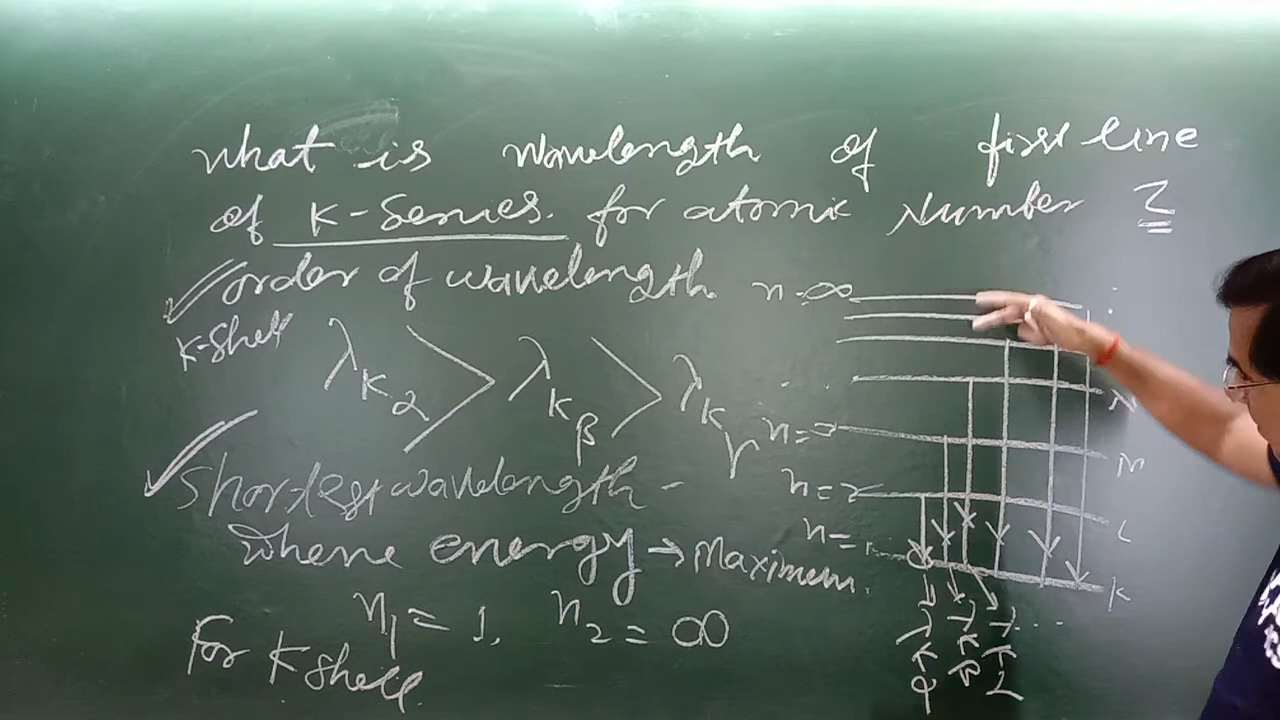 what is wavelength of first line
of K-Series. for atomic Number Z
order of wavelength
K-Shell
λKα > λKβ > λKγ
Shortest wavelength -
where energy → Maximum.
n1 = 1, n2 = ∞
For K shell
n=∞
N
n=3
M
n=2
L
n=1
K
λKα λKβ λK